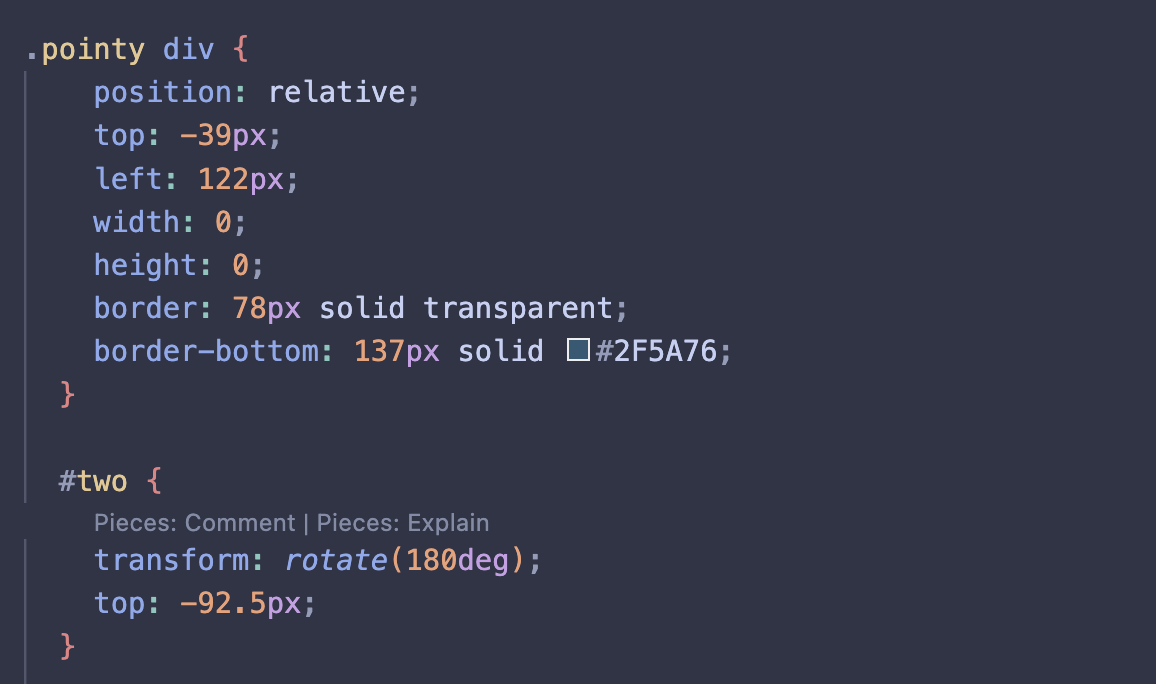 .pointy div {
position: relative;
top: -39px;
left: 122px;
width: 0;
height: 0;
border: 78px solid transparent;
border-bottom: 137px solid #2F5A76;
}
#two {
Pieces: Comment | Pieces: Explain
transform: rotate(180deg);
top: -92.5px;
}